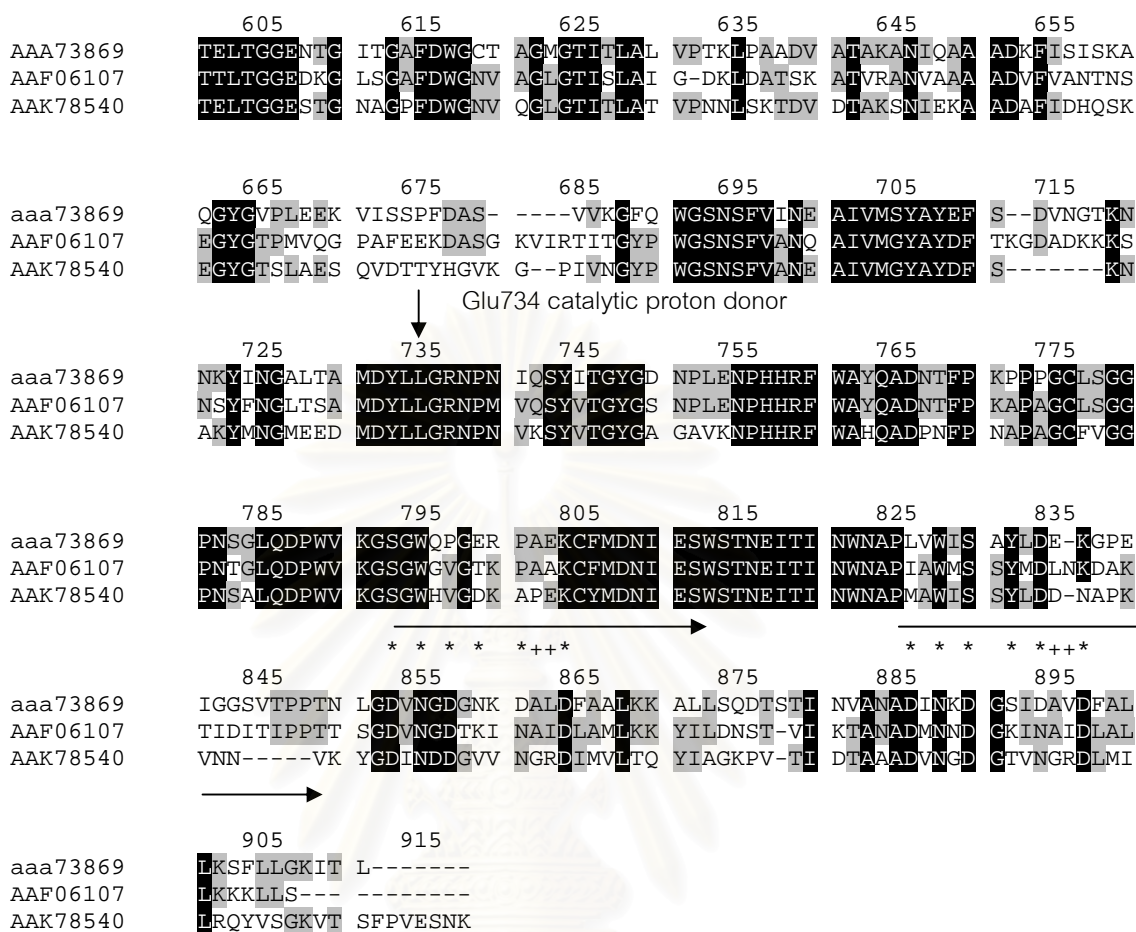 605 615 625 635 645 655
AAA73869 TELTGGENTG ITGAFDWGCT AGMGTITLAL VPTKLPAADV ATAKANIQAA ADKFISISKA
AAF06107 TTLTGGEDKG LSGAFDWGNV AGLGTISLAI G-DKLDATSK ATVRANVAAA ADVFVANTNS
AAK78540 TELTGGESTG NAGPFDWGNV QGLGTITLAT VPNNLSKTDV DTAKSNIEKA ADAFIDHQSK
665 675 685 695 705 715
aaa73869 QGYGVPLEEK VISSPFDAS- ----VVKGFQ WGSNSFVINE AIVMSYAYEF S--DVNGTKN
AAF06107 EGYGTPMVQG PAFEEKDASG KVIRTITGYP WGSNSFVANQ AIVMGYAYDF TKGDADKKKS
AAK78540 EGYGTSLAES QVDTTYHGVK G--PIVNGYP WGSNSFVANE AIVMGYAYDF S-------KN
Glu734 catalytic proton donor
725 735 745 755 765 775
aaa73869 NKYINGALTA MDYLLGRNPN IQSYITGYGD NPLENPHHRF WAYQADNTFP KPPPGCLSGG
AAF06107 NSYFNGLTSA MDYLLGRNPM VQSYVTGYGS NPLENPHHRF WAYQADNTFP KAPAGCLSGG
AAK78540 AKYMNGMEED MDYLLGRNPN VKSYVTGYGA GAVKNPHHRF WAHQADPNFP NAPAGCFVGG
785 795 805 815 825 835
aaa73869 PNSGLQDPWV KGSGWQPGER PAEKCFMDNI ESWSTNEITI NWNAPLVWIS AYLDE-KGPE
AAF06107 PNTGLQDPWV KGSGWGVGTK PAAKCFMDNI ESWSTNEITI NWNAPIAWMS SYMDLNKDAK
AAK78540 PNSALQDPWV KGSGWHVGDK APEKCYMDNI ESWSTNEITI NWNAPMAWIS SYLDD-NAPK
* * * * *++* * * * * *++*
845 855 865 875 885 895
aaa73869 IGGSVTPPTN LGDVNGDGNK DALDFAALKK ALLSQDTSTI NVANADINKD GSIDAVDFAL
AAF06107 TIDITIPPTT SGDVNGDTKI NAIDLAMLKK YILDNST-VI KTANADMNND GKINAIDLAL
AAK78540 VNN-----VK YGDINDDGVV NGRDIMVLTQ YIAGKPV-TI DTAAADVNGD GTVNGRDLMI
905 915
aaa73869 LKSFLLGKIT L-------
AAF06107 LKKKLLS--- --------
AAK78540 LRQYVSGKVT SFPVESNK